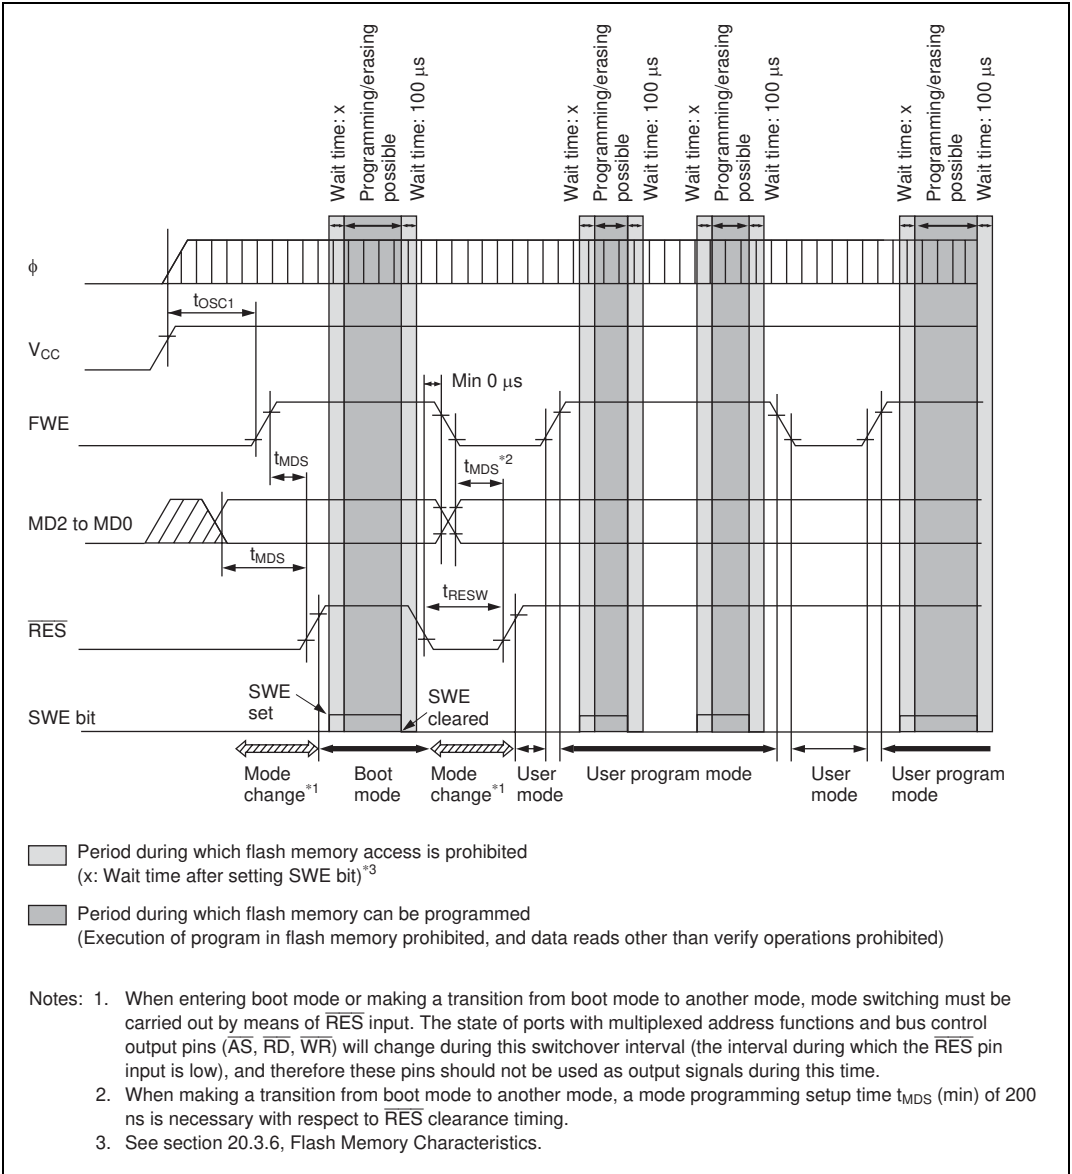 Wait time: x
Programming/erasing
possible
Wait time: 100 µs
Wait time: x
Programming/erasing
possible
Wait time: 100 µs
Wait time: x
Programming/erasing
possible
Wait time: 100 µs
Wait time: x
Programming/erasing
possible
Wait time: 100 µs
ϕ
tOSC1
VCC
Min 0 µs
FWE
tMDS
tMDS*2
MD2 to MD0
tMDS
tRESW
RES
SWE
set
SWE
cleared
SWE bit
Mode
change*1
Boot
mode
Mode
change*1
User
mode
User program mode
User
mode
User program
mode
Period during which flash memory access is prohibited
(x: Wait time after setting SWE bit)*3
Period during which flash memory can be programmed
(Execution of program in flash memory prohibited, and data reads other than verify operations prohibited)
Notes: 1. When entering boot mode or making a transition from boot mode to another mode, mode switching must be
carried out by means of RES input. The state of ports with multiplexed address functions and bus control
output pins (AS, RD, WR) will change during this switchover interval (the interval during which the RES pin
input is low), and therefore these pins should not be used as output signals during this time.
2. When making a transition from boot mode to another mode, a mode programming setup time tMDS (min) of 200
ns is necessary with respect to RES clearance timing.
3. See section 20.3.6, Flash Memory Characteristics.